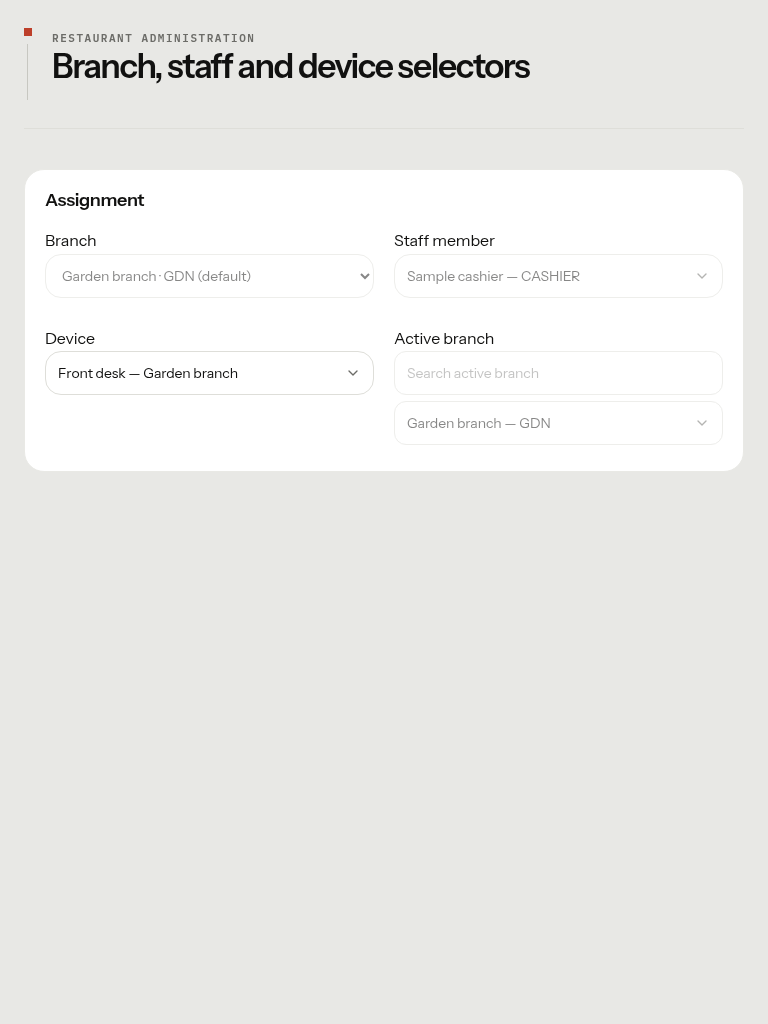 RESTAURANT ADMINISTRATION
Branch, staff and device selectors
Assignment
Branch
Garden branch · GDN (default)
Staff member
Sample cashier — CASHIER
Device
Front desk — Garden branch
Active branch
Search active branch
Garden branch — GDN